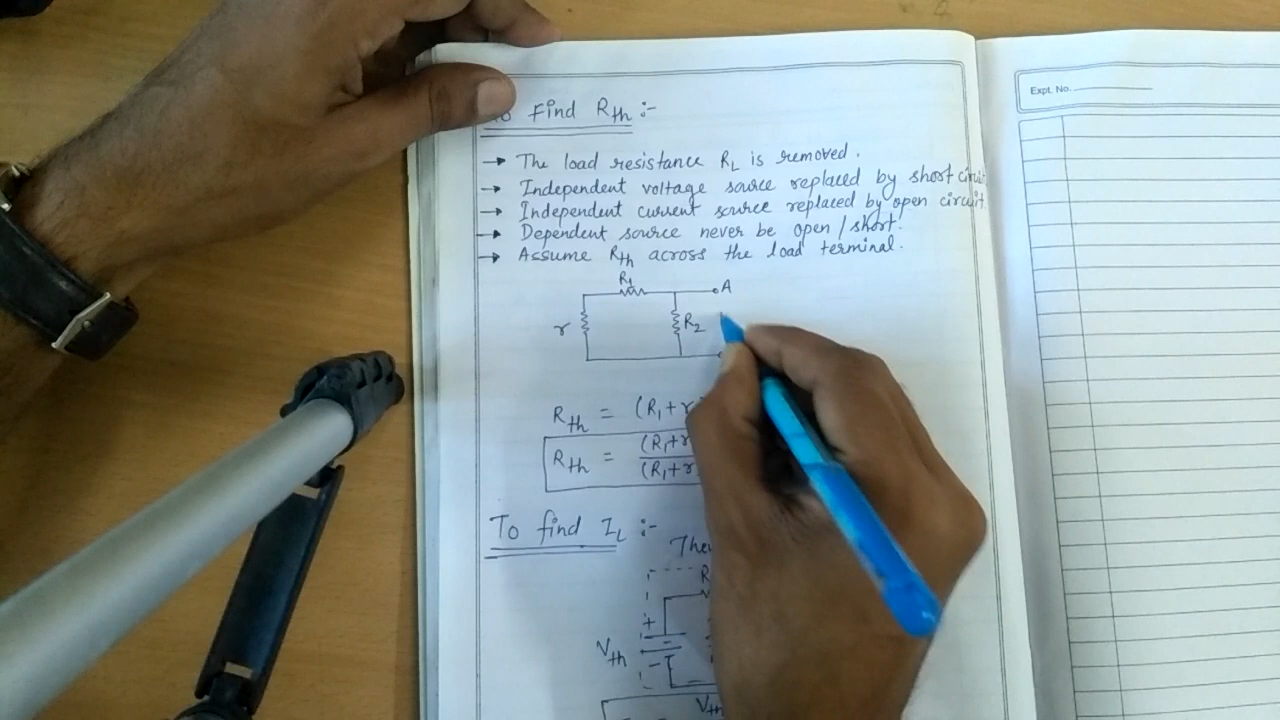 To Find Rth :-
→ The load resistance RL is removed.
→ Independent voltage source replaced by short circuit
→ Independent current source replaced by open circuit
→ Dependent source never be open / short.
→ Assume Rth across the load terminal.
R1
A
r
R2
Rth = (R1+r
Rth = (R1+r
(R1+r
To find IL :-
R
+
Vth
-
Vth
Expt. No.